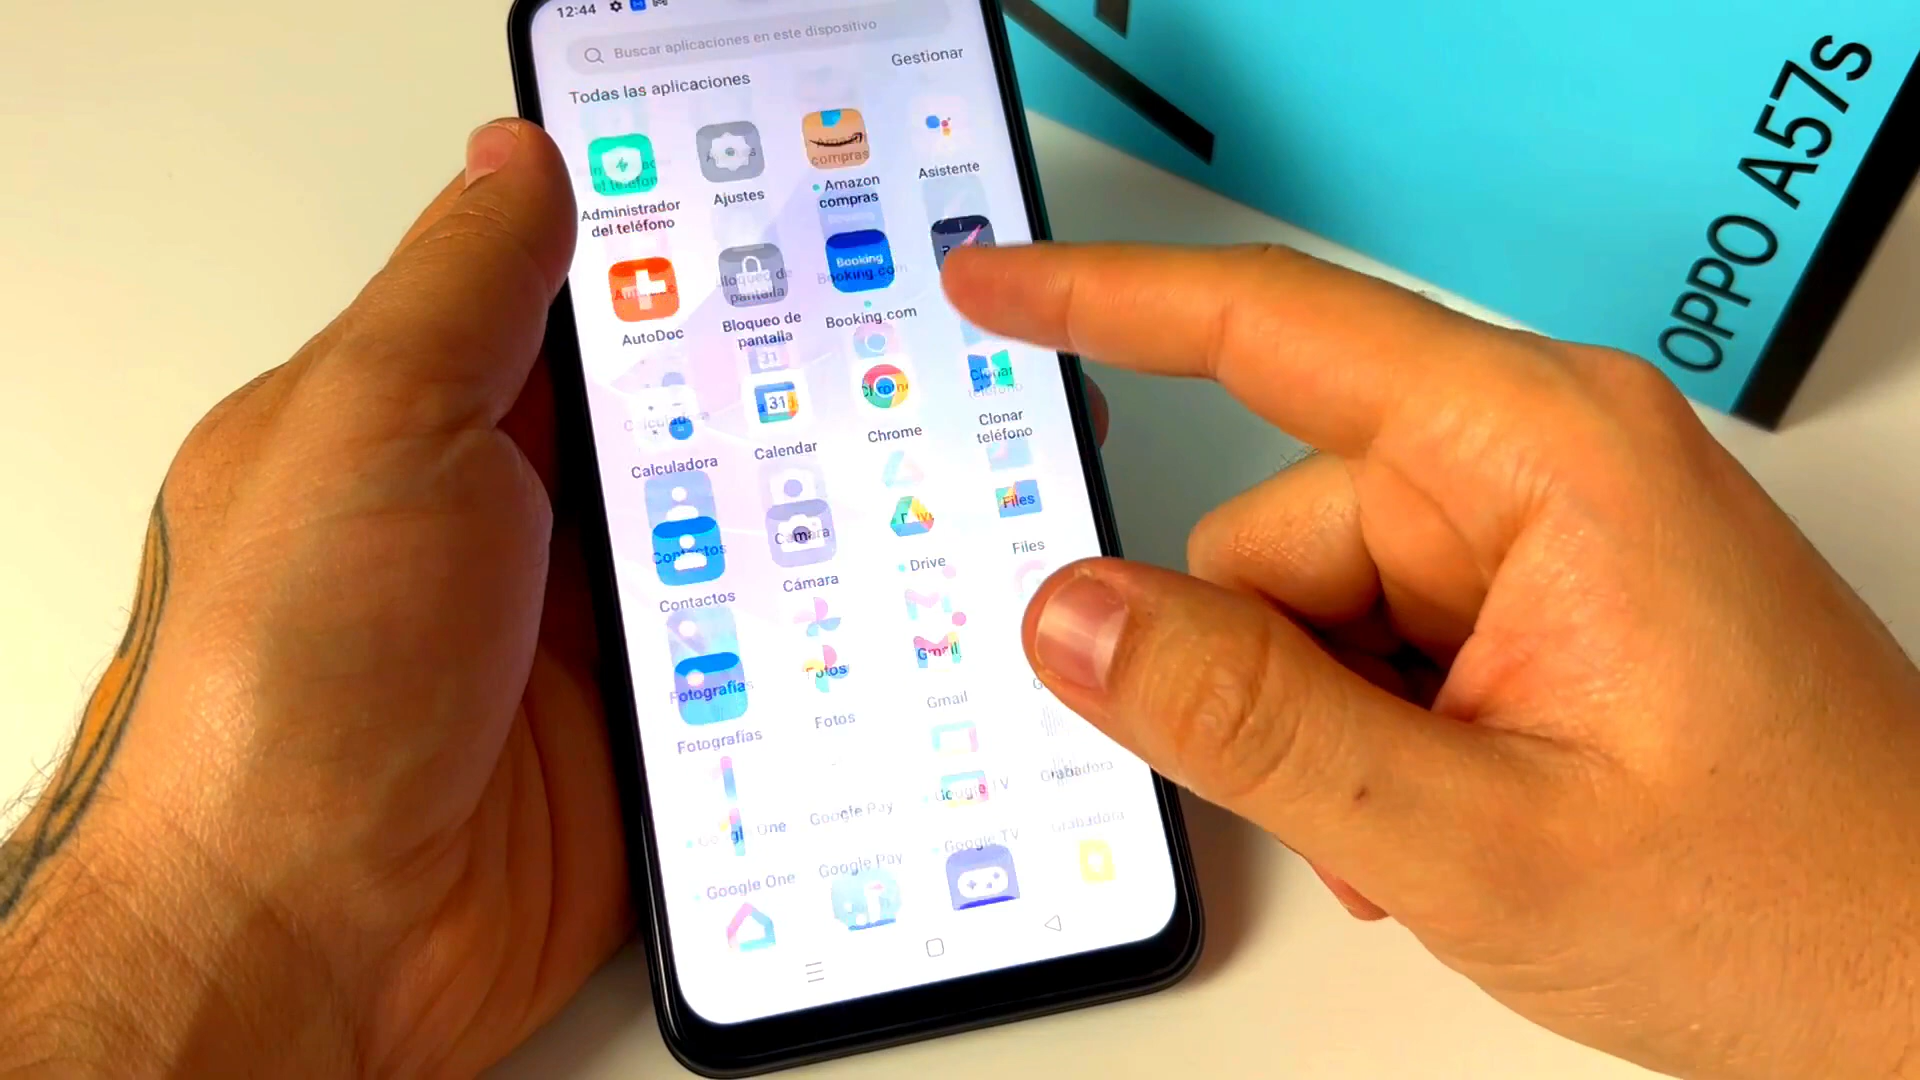 12:44
Buscar aplicaciones en este dispositivo
Todas las aplicaciones
Gestionar
Administrador
del teléfono
Ajustes
Amazon
compras
Asistente
AutoDoc
Bloqueo de
pantalla
Booking
Booking.com
Calculadora
31
Calendar
Chrome
Clonar
teléfono
Contactos
Cámara
Drive
Files
Fotografías
Fotos
Gmail
Google One
Google Pay
Google TV
Grabadora
OPPO A57s